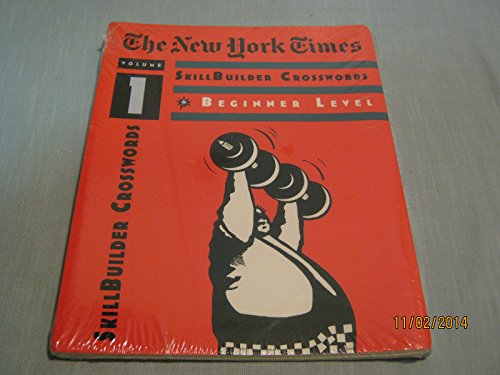 The New York Times
VOLUME
1
SKILLBUILDER CROSSWORDS
BEGINNER LEVEL
SKILLBUILDER CROSSWORDS
11/02/2014